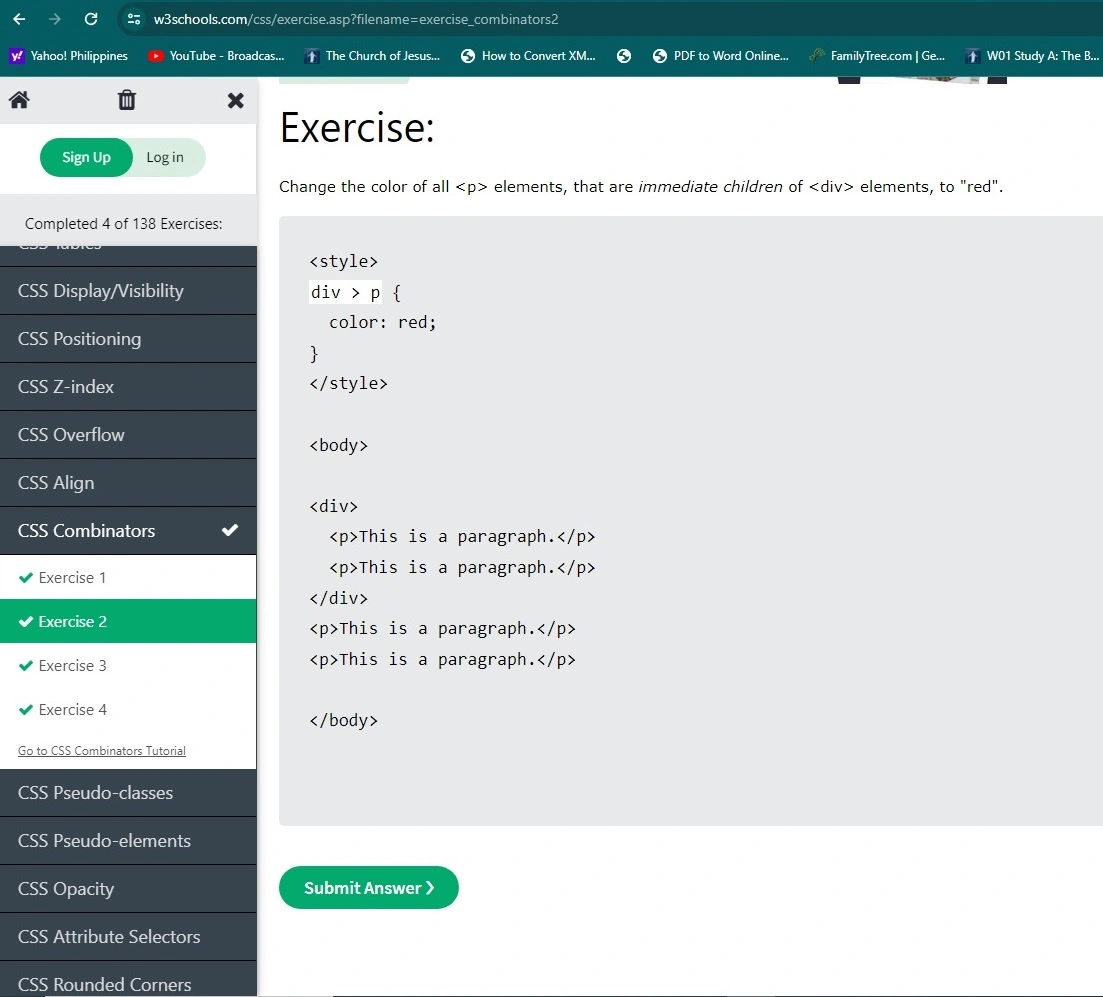 w3schools.com/css/exercise.asp?filename=exercise_combinators2
Yahoo! Philippines
YouTube - Broadcas...
The Church of Jesus...
How to Convert XM...
PDF to Word Online...
FamilyTree.com | Ge...
W01 Study A: The B...
Sign Up
Log in
Completed 4 of 138 Exercises:
CSS Tables
CSS Display/Visibility
CSS Positioning
CSS Z-index
CSS Overflow
CSS Align
CSS Combinators
Exercise 1
Exercise 2
Exercise 3
Exercise 4
Go to CSS Combinators Tutorial
CSS Pseudo-classes
CSS Pseudo-elements
CSS Opacity
CSS Attribute Selectors
CSS Rounded Corners
Exercise:
Change the color of all <p> elements, that are immediate children of <div> elements, to "red".
<style>
div > p {
  color: red;
}
</style>
<body>
<div>
  <p>This is a paragraph.</p>
  <p>This is a paragraph.</p>
</div>
<p>This is a paragraph.</p>
<p>This is a paragraph.</p>
</body>
Submit Answer ❯